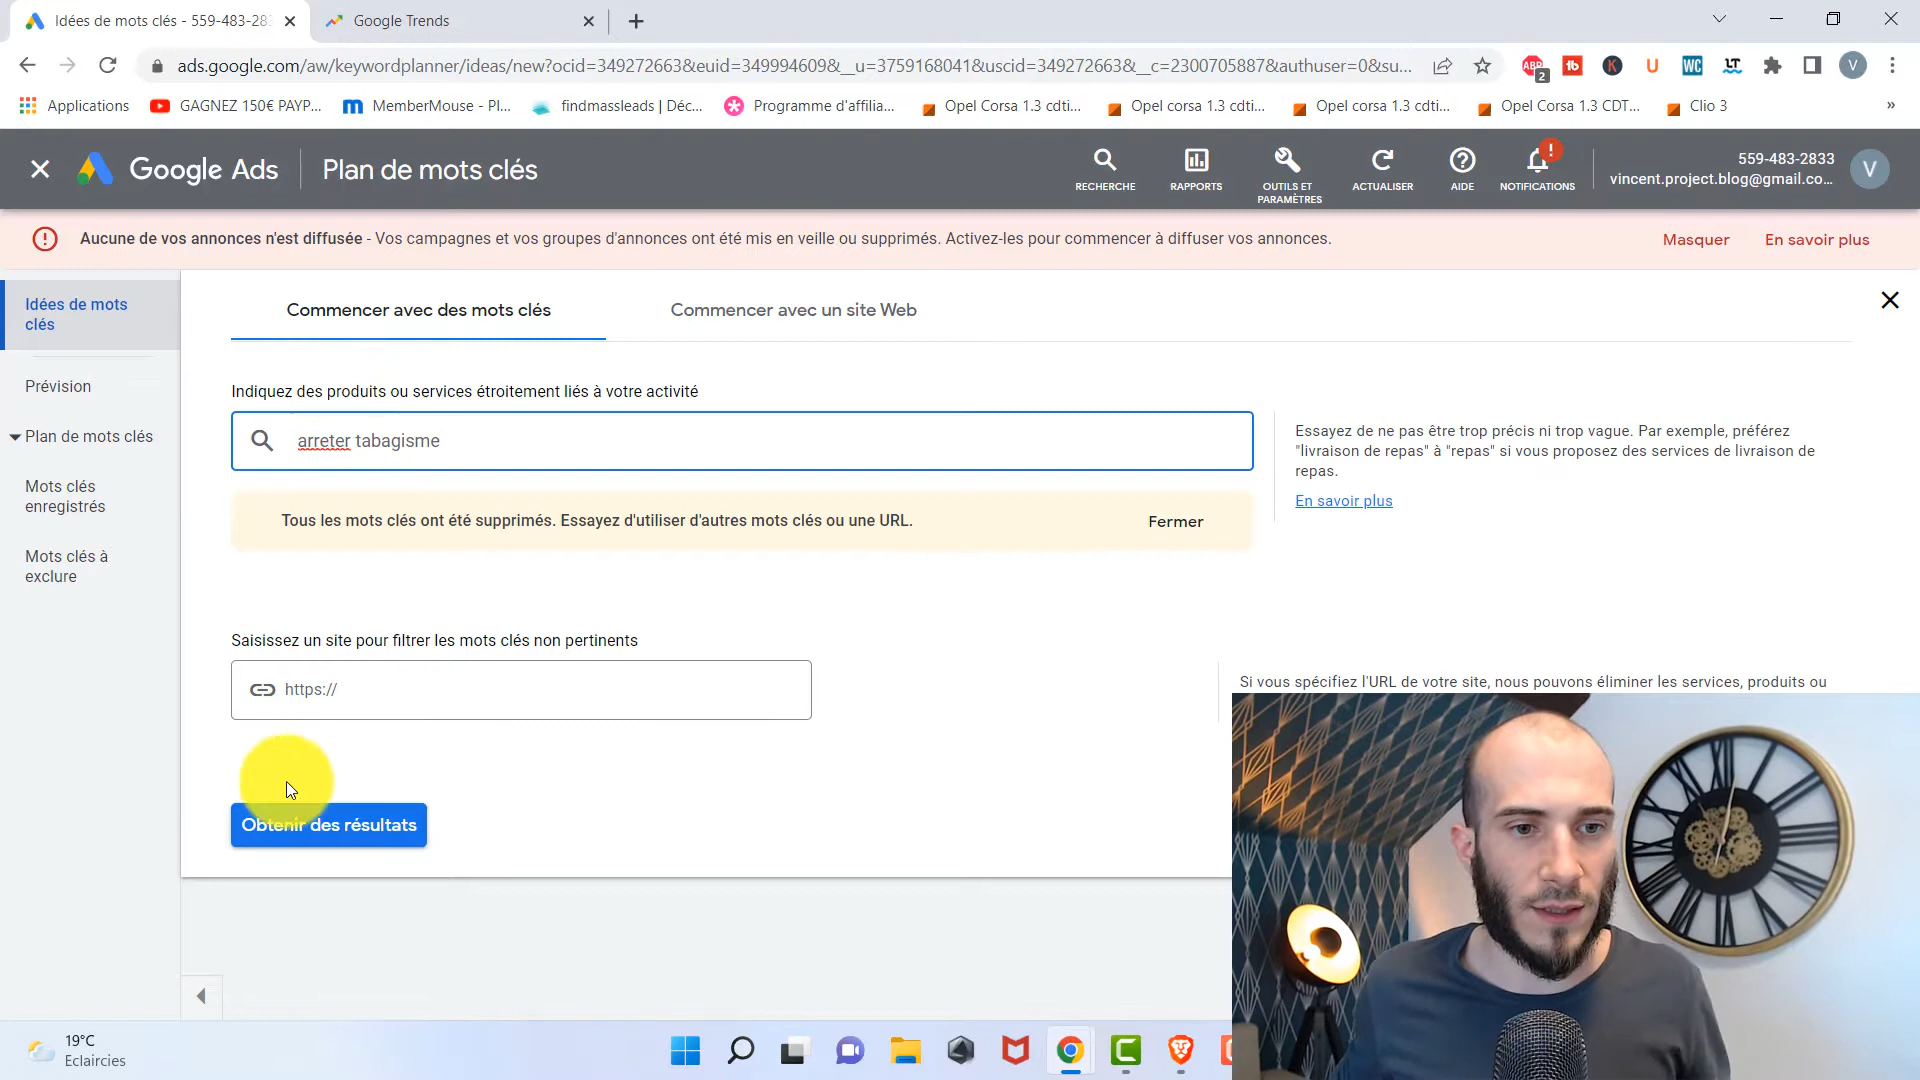 Idées de mots clés - 559-483-283
Google Trends
ads.google.com/aw/keywordplanner/ideas/new?ocid=349272663&euid=349994609&__u=3759168041&uscid=349272663&__c=2300705887&authuser=0&su...
ABP
2
WC
LT
V
Applications
GAGNEZ 150€ PAYP...
MemberMouse - Pl...
findmassleads | Déc...
Programme d'affilia...
Opel Corsa 1.3 cdti...
Opel corsa 1.3 cdti...
Opel corsa 1.3 cdti...
Opel Corsa 1.3 CDT...
Clio 3
»
Google Ads
Plan de mots clés
RECHERCHE
RAPPORTS
OUTILS ET
PARAMÈTRES
ACTUALISER
AIDE
NOTIFICATIONS
559-483-2833
vincent.project.blog@gmail.co...
V
Aucune de vos annonces n'est diffusée - Vos campagnes et vos groupes d'annonces ont été mis en veille ou supprimés. Activez-les pour commencer à diffuser vos annonces.
Masquer
En savoir plus
Idées de mots
clés
Prévision
Plan de mots clés
Mots clés
enregistrés
Mots clés à
exclure
Commencer avec des mots clés
Commencer avec un site Web
Indiquez des produits ou services étroitement liés à votre activité
arreter tabagisme
Essayez de ne pas être trop précis ni trop vague. Par exemple, préférez
"livraison de repas" à "repas" si vous proposez des services de livraison de
repas.
En savoir plus
Tous les mots clés ont été supprimés. Essayez d'utiliser d'autres mots clés ou une URL.
Fermer
Saisissez un site pour filtrer les mots clés non pertinents
https://
Si vous spécifiez l'URL de votre site, nous pouvons éliminer les services, produits ou
Obtenir des résultats
19°C
Eclaircies